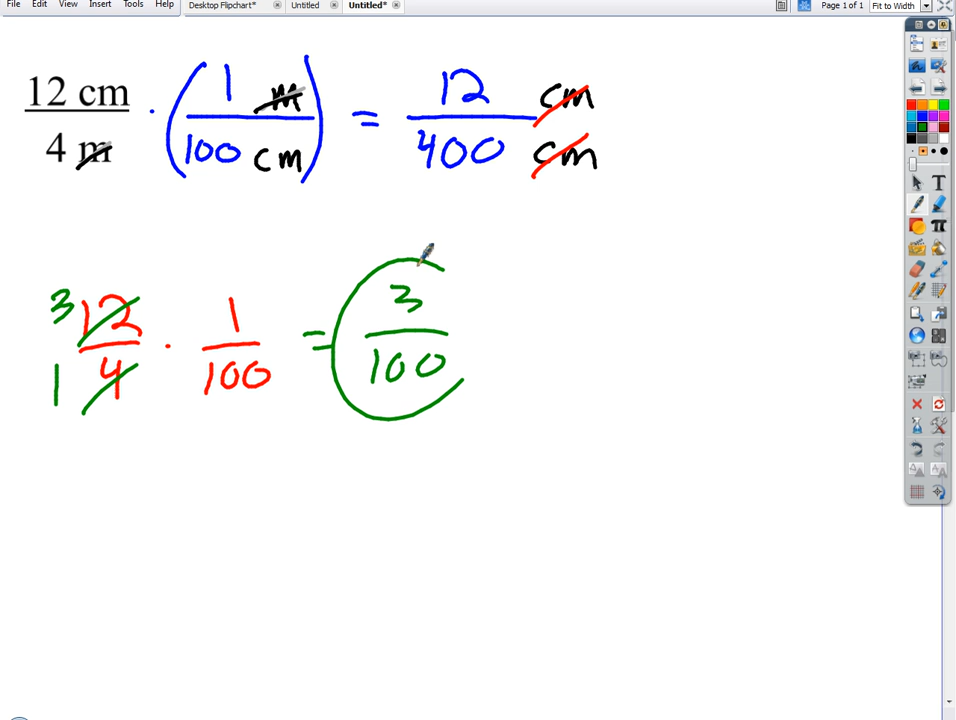 File Edit View Insert Tools Help Desktop Flipchart* Untitled Untitled* Page 1 of 1 Fit to Width
12 cm 1 m 12 cm
4 m · (100 cm) = 400 cm
3 12 1 3
· =
1 4 100 100